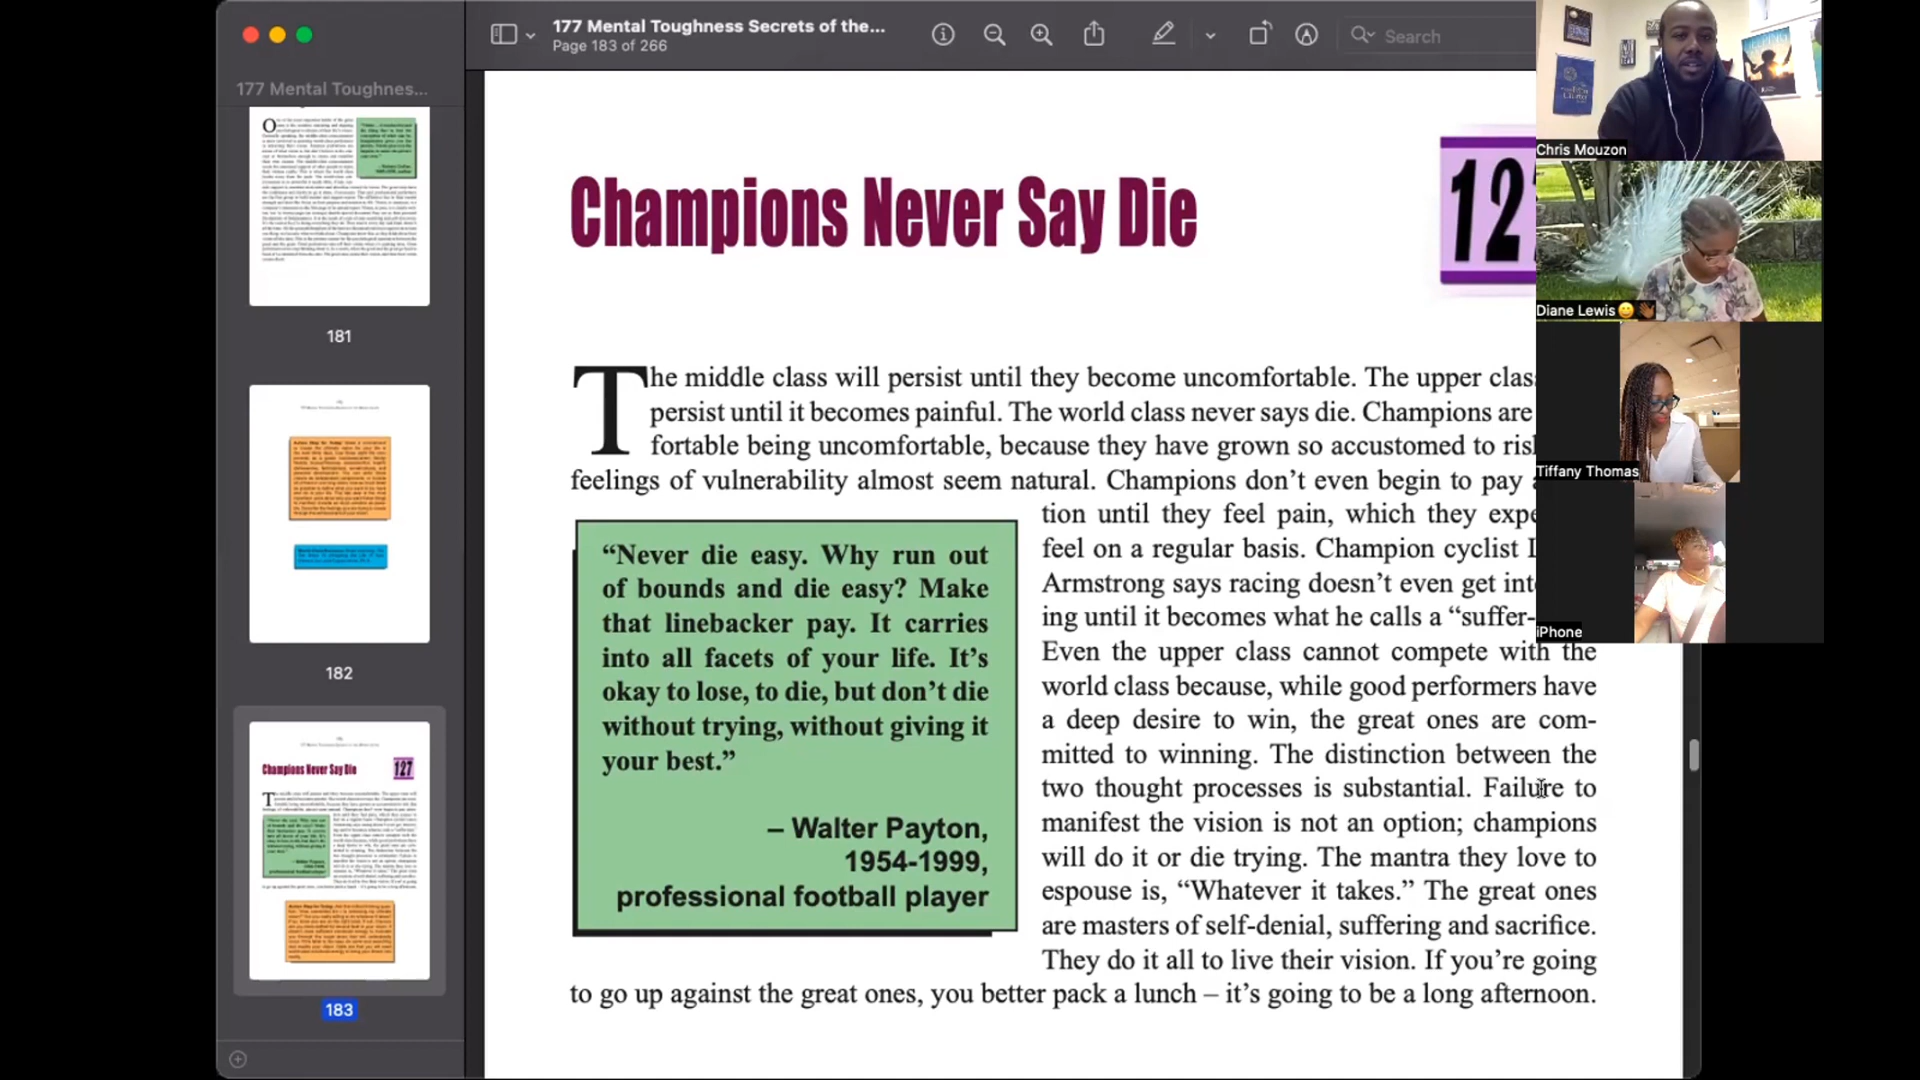 177 Mental Toughness Secrets of the...
Page 183 of 266
Search
177 Mental Toughnes...
181
182
Champions Never Say Die
127
183
Champions Never Say Die
12
The middle class will persist until they become uncomfortable. The upper clas
persist until it becomes painful. The world class never says die. Champions are
fortable being uncomfortable, because they have grown so accustomed to ris
feelings of vulnerability almost seem natural. Champions don't even begin to pay
tion until they feel pain, which they expe
feel on a regular basis. Champion cyclist
Armstrong says racing doesn't even get int
ing until it becomes what he calls a “suffer-
Even the upper class cannot compete with the
world class because, while good performers have
a deep desire to win, the great ones are com-
mitted to winning. The distinction between the
two thought processes is substantial. Failure to
manifest the vision is not an option; champions
will do it or die trying. The mantra they love to
espouse is, “Whatever it takes.” The great ones
are masters of self-denial, suffering and sacrifice.
They do it all to live their vision. If you're going
to go up against the great ones, you better pack a lunch – it's going to be a long afternoon.
“Never die easy. Why run out
of bounds and die easy? Make
that linebacker pay. It carries
into all facets of your life. It's
okay to lose, to die, but don't die
without trying, without giving it
your best.”
– Walter Payton,
1954-1999,
professional football player
Chris Mouzon
Diane Lewis😊👋🏾
Tiffany Thomas
iPhone